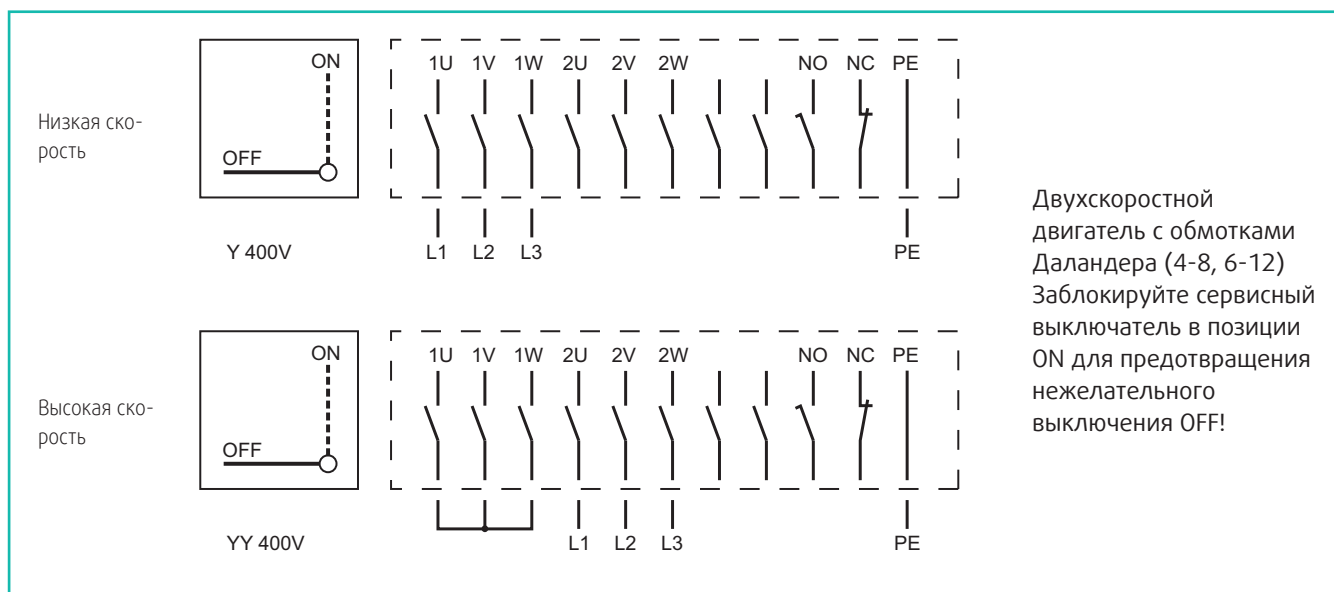 ON
1U 1V 1W 2U 2V 2W NO NC PE
Низкая ско-
рость
OFF
Y 400V
L1 L2 L3 PE
ON
1U 1V 1W 2U 2V 2W NO NC PE
Высокая ско-
рость
OFF
YY 400V
L1 L2 L3 PE
Двухскоростной
двигатель с обмотками
Даландера (4-8, 6-12)
Заблокируйте сервисный
выключатель в позиции
ON для предотвращения
нежелательного
выключения OFF!